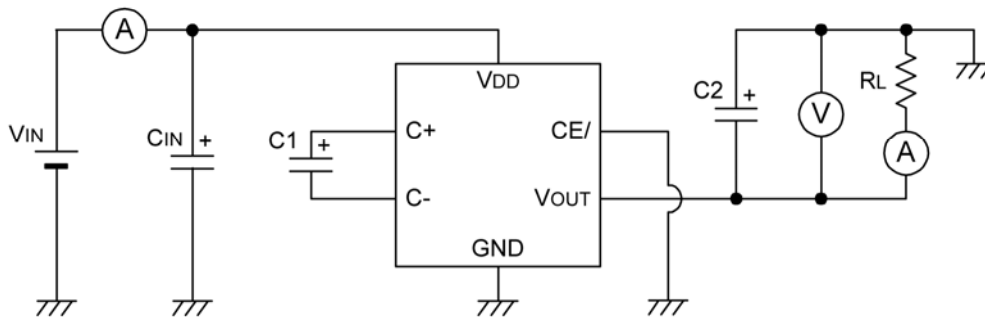 A
VDD
C2
+
RL
V
A
VIN
CIN
+
C1
+
C+
C-
CE/
VOUT
GND